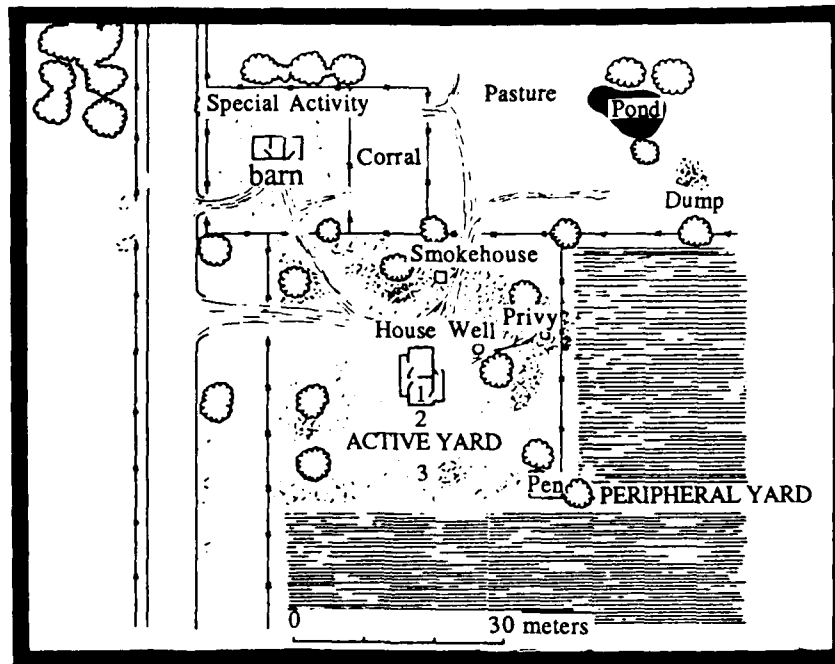 Special Activity
Pasture
Pond
barn
Corral
Dump
Smokehouse
House Well Privy
1
2
ACTIVE YARD
3
Pen
PERIPHERAL YARD
0 30 meters